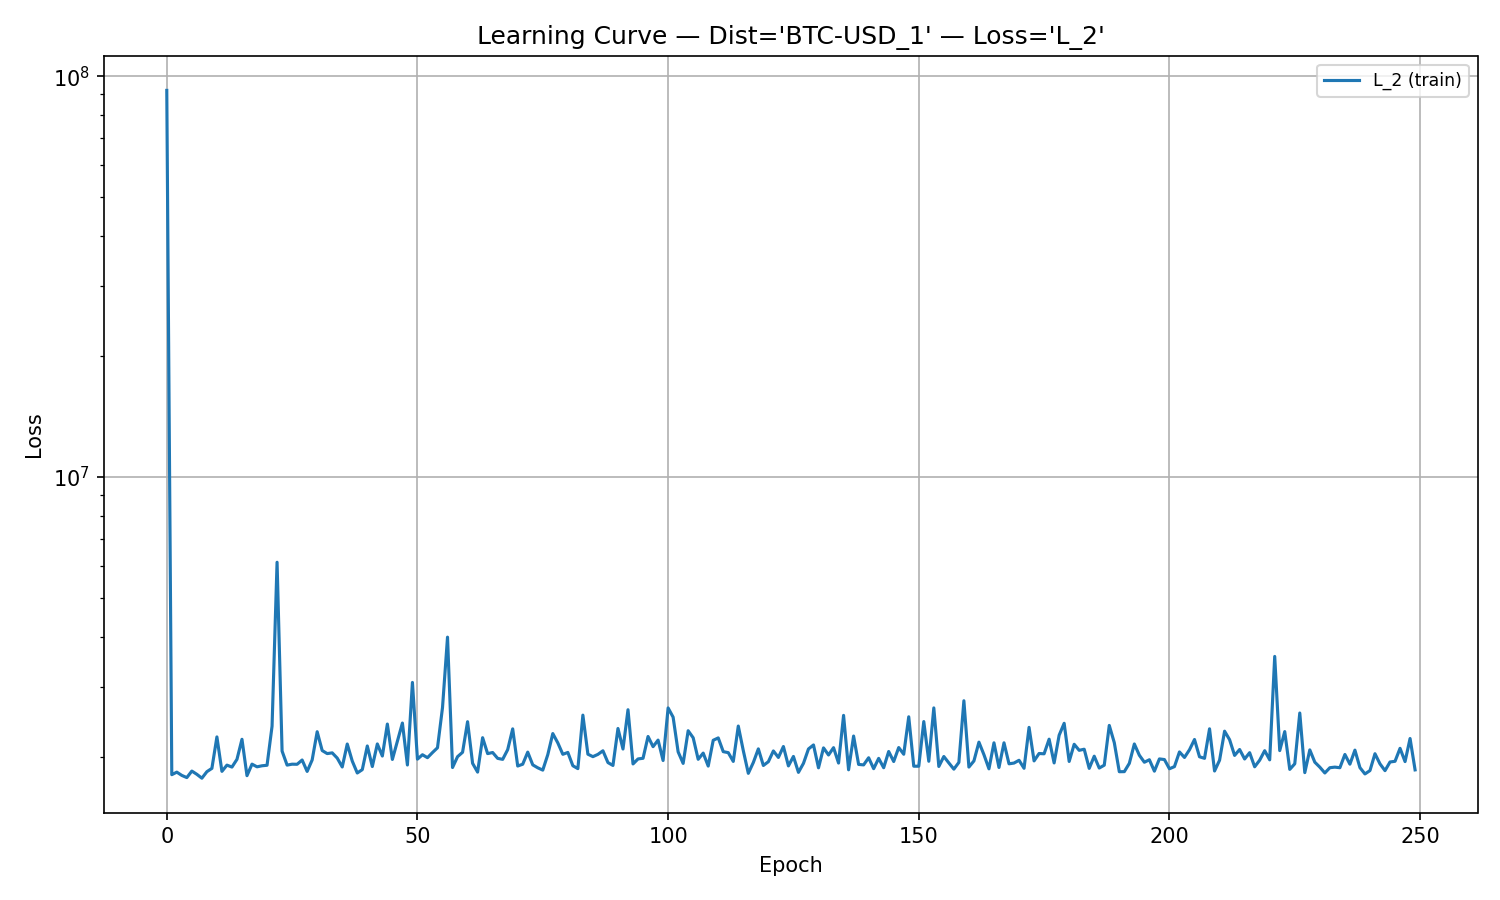 Learning Curve — Dist='BTC-USD_1' — Loss='L_2'
L_2 (train)
10^8
10^7
Loss
0 50 100 150 200 250
Epoch